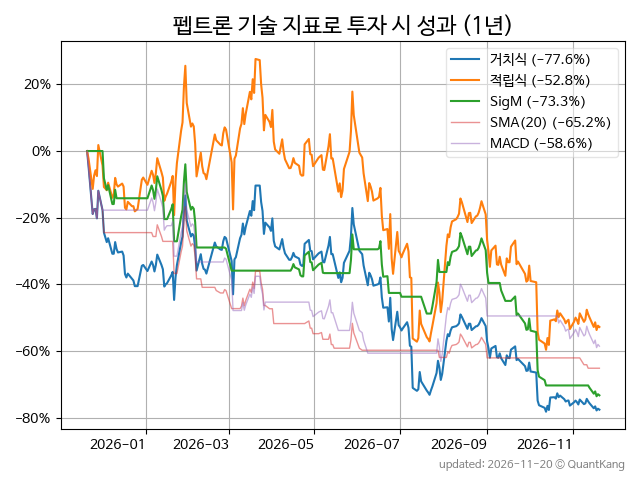 펩트론 기술 지표로 투자 시 성과 (1년)
거치식 (−77.6%)
적립식 (−52.8%)
SigM (−73.3%)
SMA(20) (−65.2%)
MACD (−58.6%)
20%
0%
−20%
−40%
−60%
−80%
2026-01 2026-03 2026-05 2026-07 2026-09 2026-11
updated: 2026-11-20 © QuantKang